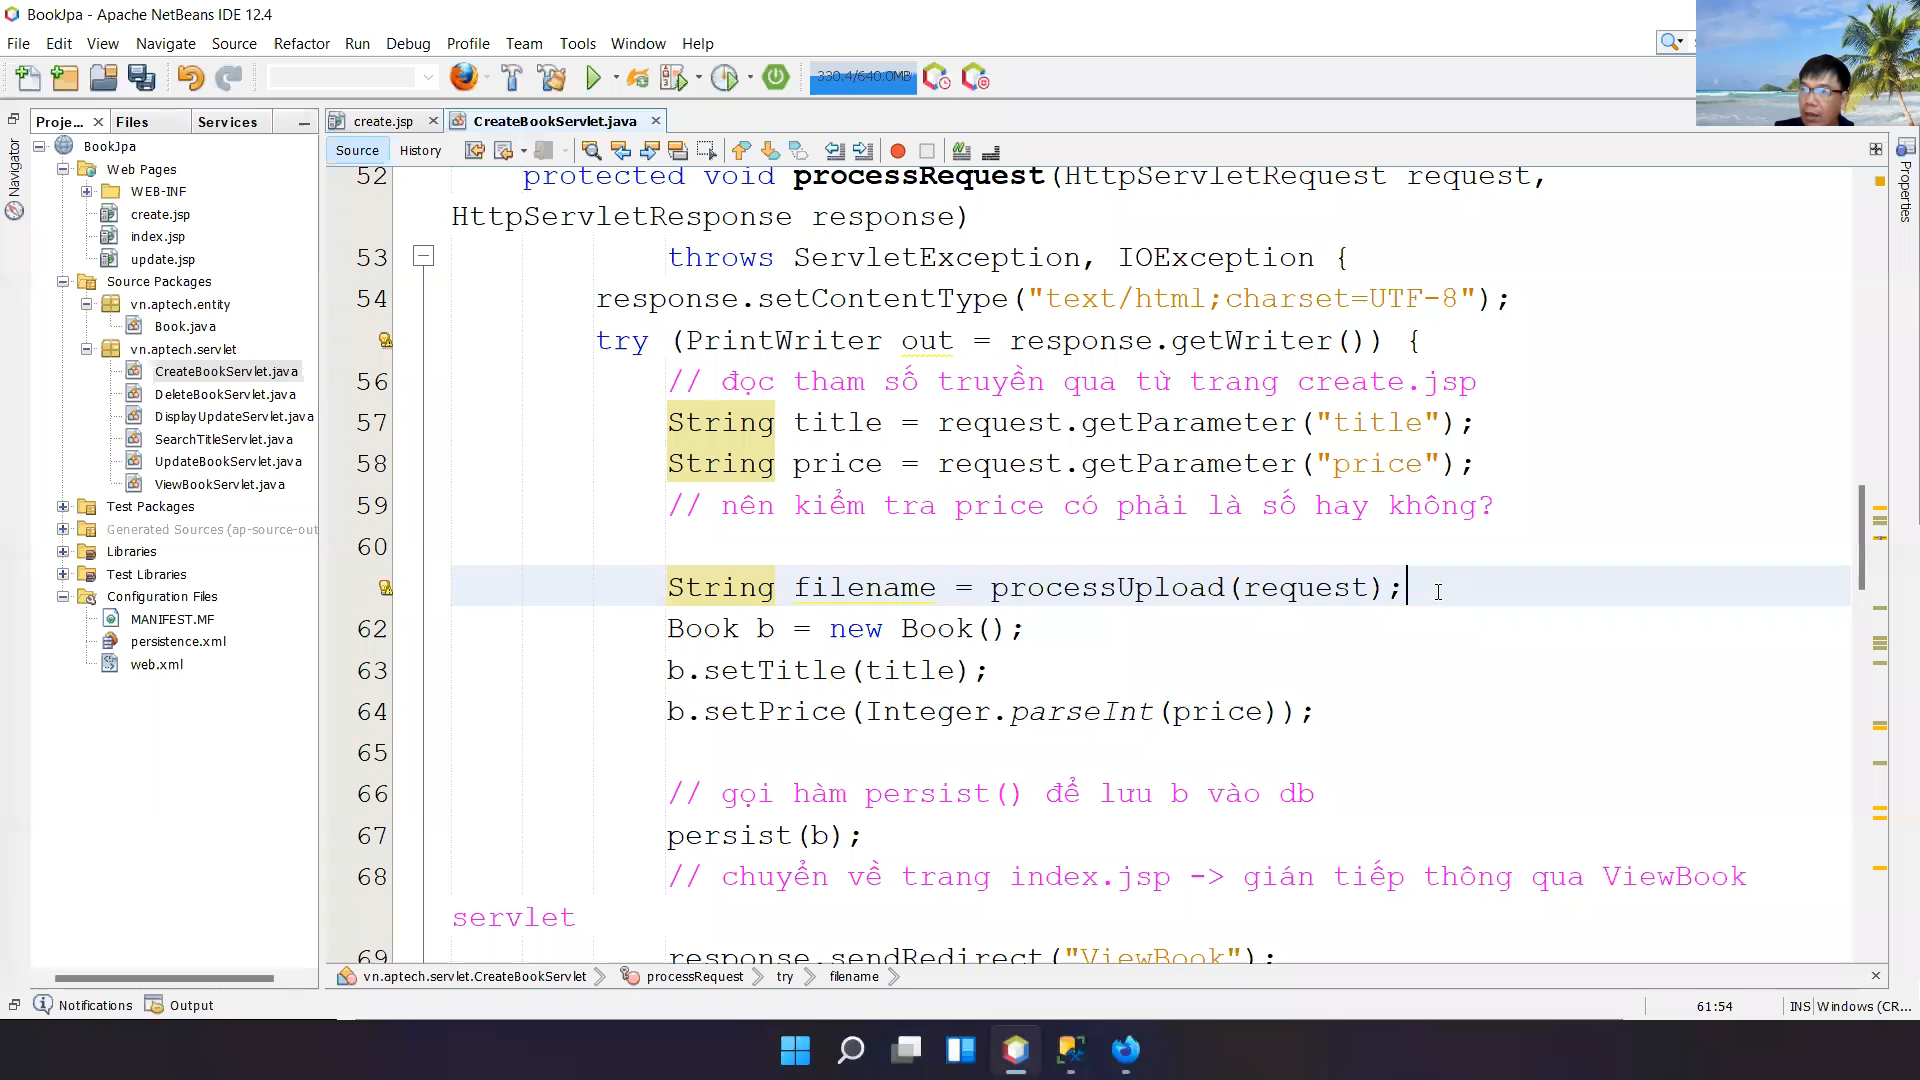 BookJpa - Apache NetBeans IDE 12.4
File Edit View Navigate Source Refactor Run Debug Profile Team Tools Window Help
330.4/640.0MB
Proje... Files Services
create.jsp CreateBookServlet.java
Source History
Navigator
Properties
BookJpa
Web Pages
WEB-INF
create.jsp
index.jsp
update.jsp
Source Packages
vn.aptech.entity
Book.java
vn.aptech.servlet
CreateBookServlet.java
DeleteBookServlet.java
DisplayUpdateServlet.java
SearchTitleServlet.java
UpdateBookServlet.java
ViewBookServlet.java
Test Packages
Generated Sources (ap-source-out
Libraries
Test Libraries
Configuration Files
MANIFEST.MF
persistence.xml
web.xml
52 protected void processRequest(HttpServletRequest request,
HttpServletResponse response)
53 throws ServletException, IOException {
54 response.setContentType("text/html;charset=UTF-8");
try (PrintWriter out = response.getWriter()) {
56 // đọc tham số truyền qua từ trang create.jsp
57 String title = request.getParameter("title");
58 String price = request.getParameter("price");
59 // nên kiểm tra price có phải là số hay không?
60
String filename = processUpload(request);
62 Book b = new Book();
63 b.setTitle(title);
64 b.setPrice(Integer.parseInt(price));
65
66 // gọi hàm persist() để lưu b vào db
67 persist(b);
68 // chuyển về trang index.jsp -> gián tiếp thông qua ViewBook
servlet
69 response.sendRedirect("ViewBook");
vn.aptech.servlet.CreateBookServlet processRequest try filename
Notifications Output
61:54 INS Windows (CR...